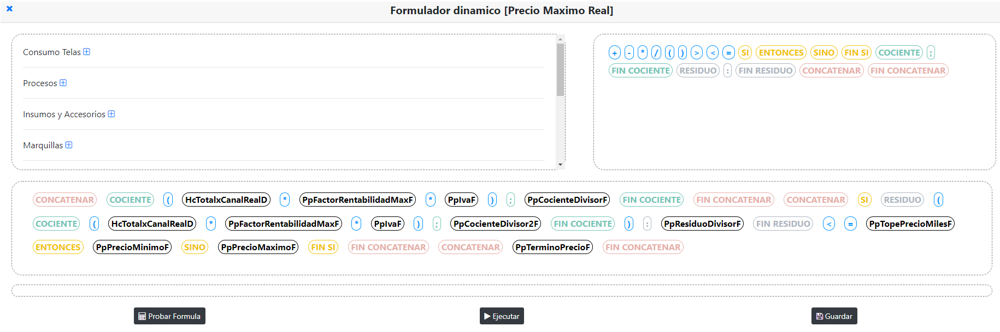 Formulador dinamico [Precio Maximo Real]
Consumo Telas
Procesos
Insumos y Accesorios
Marquillas
+ - * / ( ) > < = SI ENTONCES SINO FIN SI COCIENTE ;
FIN COCIENTE RESIDUO : FIN RESIDUO CONCATENAR FIN CONCATENAR
CONCATENAR COCIENTE ( HcTotalxCanalRealD * PpFactorRentabilidadMaxF * PpIvaF ) ; PpCocienteDivisorF FIN COCIENTE FIN CONCATENAR CONCATENAR SI RESIDUO (
COCIENTE ( HcTotalxCanalRealD * PpFactorRentabilidadMaxF * PpIvaF ) ; PpCocienteDivisor2F FIN COCIENTE ) : PpResiduoDivisorF FIN RESIDUO < = PpTopePrecioMilesF
ENTONCES PpPrecioMinimoF SINO PpPrecioMaximoF FIN SI FIN CONCATENAR CONCATENAR PpTerminoPrecioF FIN CONCATENAR
Probar Formula
Ejecutar
Guardar